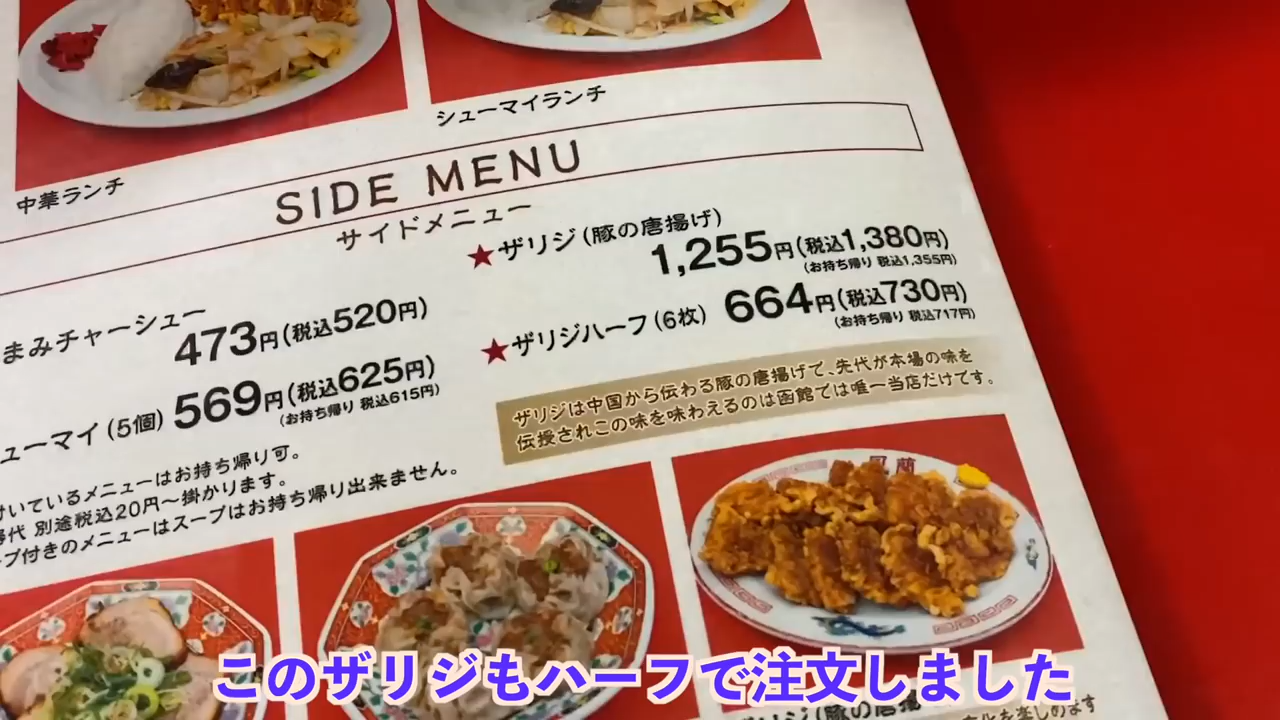 シューマイランチ
中華ランチ
SIDE MENU
サイドメニュー
★ザリジ(豚の唐揚げ)
1,255円(税込1,380円)
(お持ち帰り 税込1,355円)
★ザリジハーフ(6枚) 664円(税込730円)
(お持ち帰り 税込717円)
ザリジは中国から伝わる豚の唐揚げで、先代が本場の味を
伝授されこの味を味わえるのは函館では唯一当店だけです。
まみチャーシュー
473円(税込520円)
ューマイ(5個) 569円(税込625円)
(お持ち帰り 税込615円)
いているメニューはお持ち帰り可。
代 別途税込20円〜掛かります。
プ付きのメニューはスープはお持ち帰り出来ません。
鳳蘭
このザリジもハーフで注文しました